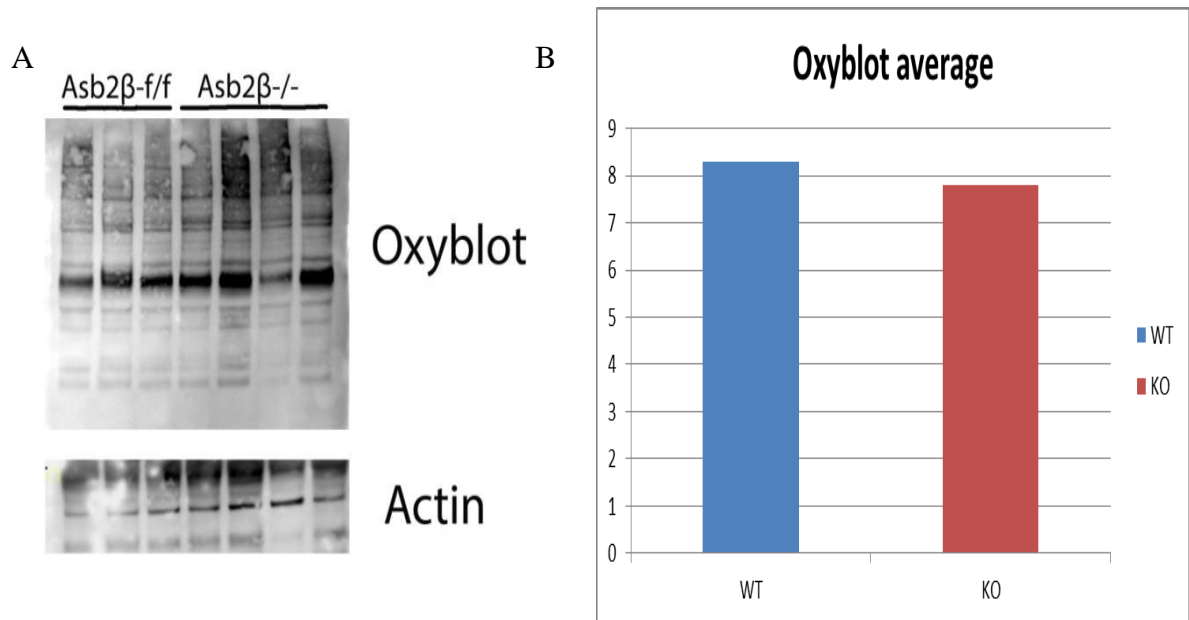 A
Asb2β-f/f Asb2β-/-
Oxyblot
Actin
B
Oxyblot average
9
8
7
6
5
4
3
2
1
0
WT
KO
WT
KO